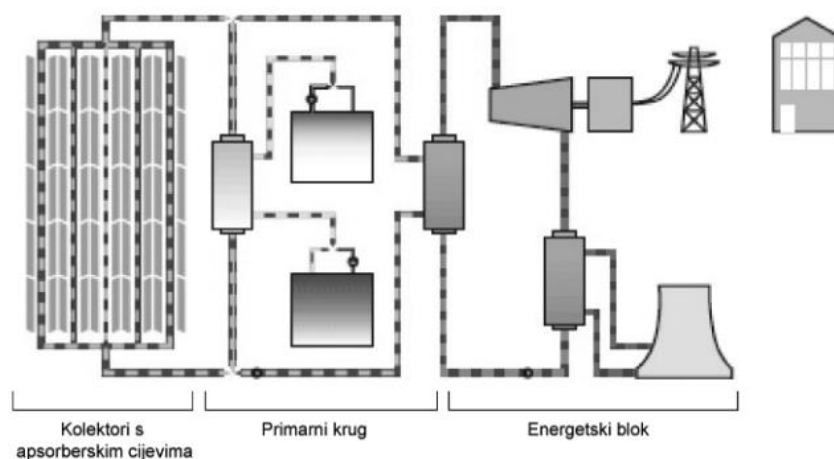 Kolektori s
apsorberskim cijevima
Primarni krug
Energetski blok